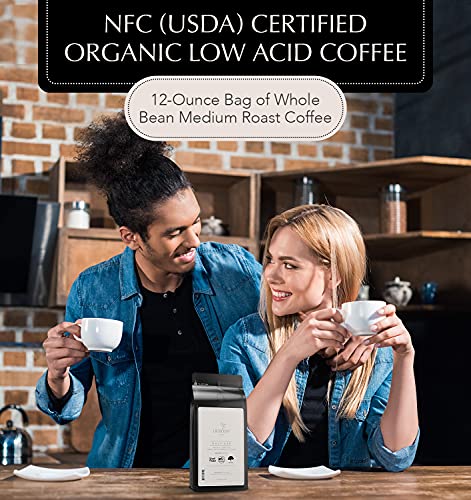 NFC (USDA) CERTIFIED
ORGANIC LOW ACID COFFEE
12-Ounce Bag of Whole
Bean Medium Roast Coffee